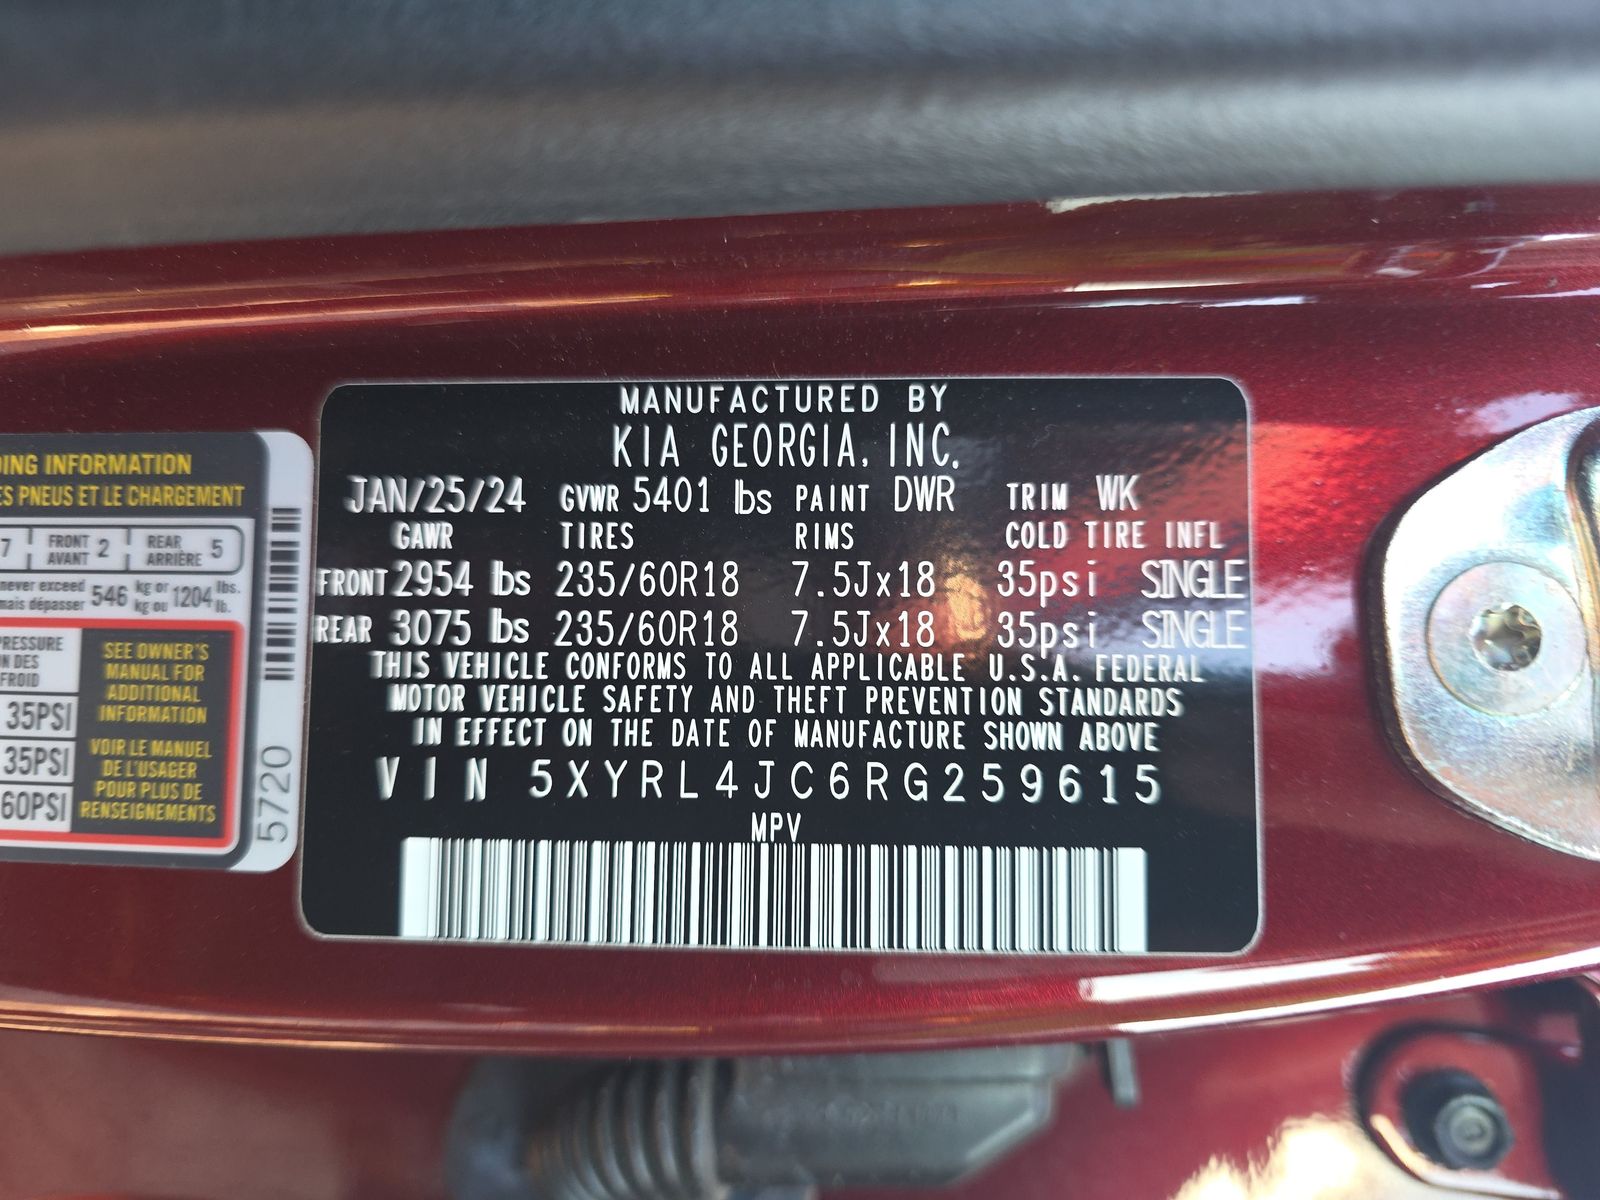 MANUFACTURED BY
KIA GEORGIA, INC.
JAN/25/24 GVWR 5401 lbs PAINT DWR TRIM WK
GAWR TIRES RIMS COLD TIRE INFL
FRONT 2954 lbs 235/60R18 7.5Jx18 35psi SINGLE
REAR 3075 lbs 235/60R18 7.5Jx18 35psi SINGLE
THIS VEHICLE CONFORMS TO ALL APPLICABLE U.S.A. FEDERAL
MOTOR VEHICLE SAFETY AND THEFT PREVENTION STANDARDS
IN EFFECT ON THE DATE OF MANUFACTURE SHOWN ABOVE
VIN 5XYRL4JC6RG259615
MPV
INFORMATION
PNEUS ET LE CHARGEMENT
7 FRONT AVANT 2 REAR ARRIÈRE 5
never exceed 546 kg or 1204 lbs.
dépasser kg ou lb.
PRESSURE
DES
FROID
35PSI
35PSI
60PSI
SEE OWNER'S
MANUAL FOR
ADDITIONAL
INFORMATION
VOIR LE MANUEL
DE L'USAGER
POUR PLUS DE
RENSEIGNEMENTS
5720